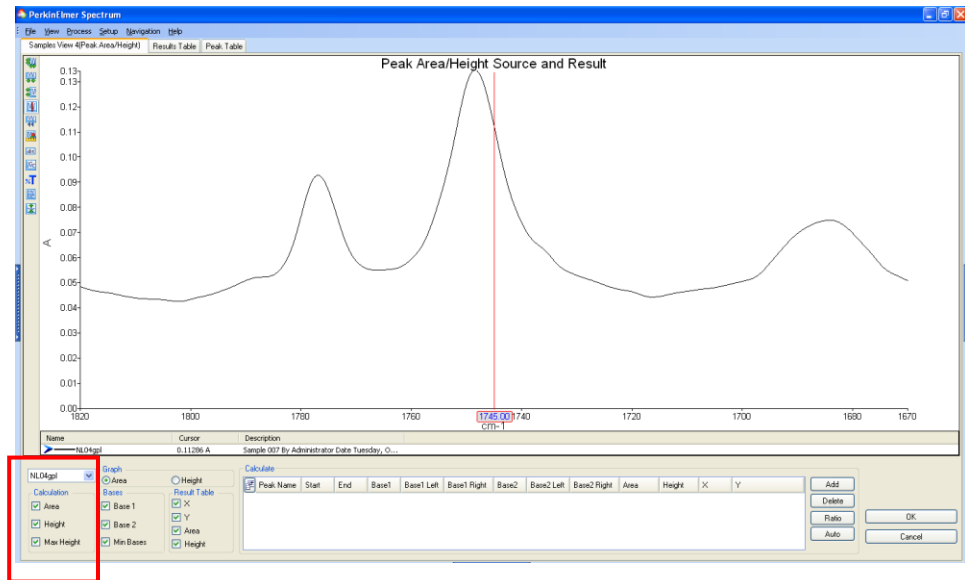 PerkinElmer Spectrum
File View Process Setup Navigation Help
Samples View 4(Peak Area/Height) Results Table Peak Table
Peak Area/Height Source and Result
0.13
0.13
0.12
0.11
0.10
0.09
0.08
0.07
A
0.06
0.05
0.04
0.03
0.02
0.01
0.00
1820 1800 1780 1760 1745.00 1740 1720 1700 1680 1670
cm-1
Name Cursor Description
NL04gpl 0.11286 A Sample 007 By Administrator Date Tuesday, O...
NL04gpl
Graph
Area Height
Calculation
Area
Height
Max Height
Bases
Base 1
Base 2
Min Bases
Result Table
X
Y
Area
Height
Calculate
Peak Name Start End Base1 Base1 Left Base1 Right Base2 Base2 Left Base2 Right Area Height X Y
Add
Delete
Ratio
Auto
OK
Cancel